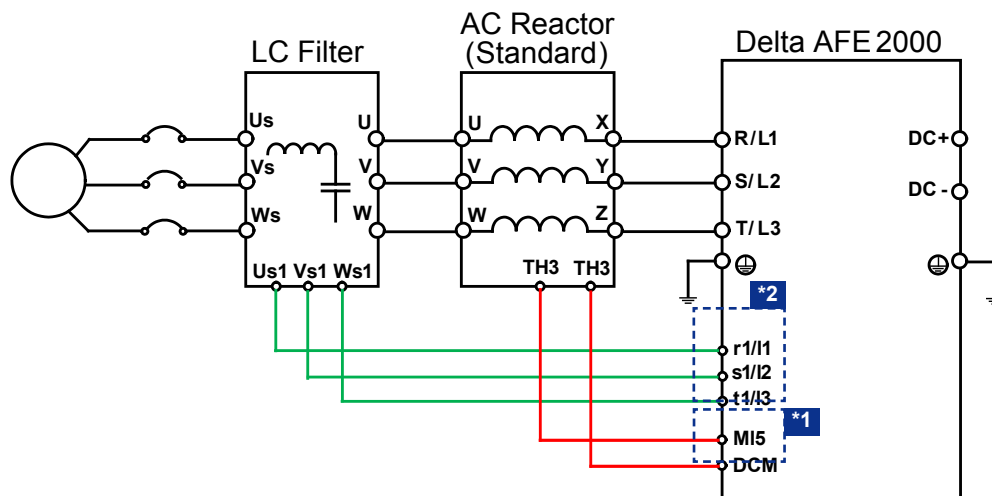 LC Filter
AC Reactor
(Standard)
Delta AFE 2000
Us
U
U
X
R/L1
DC+
Vs
V
V
Y
S/L2
DC -
Ws
W
W
Z
T/L3
Us1 Vs1 Ws1
TH3 TH3
*2
r1/l1
s1/l2
t1/l3
*1
MI5
DCM